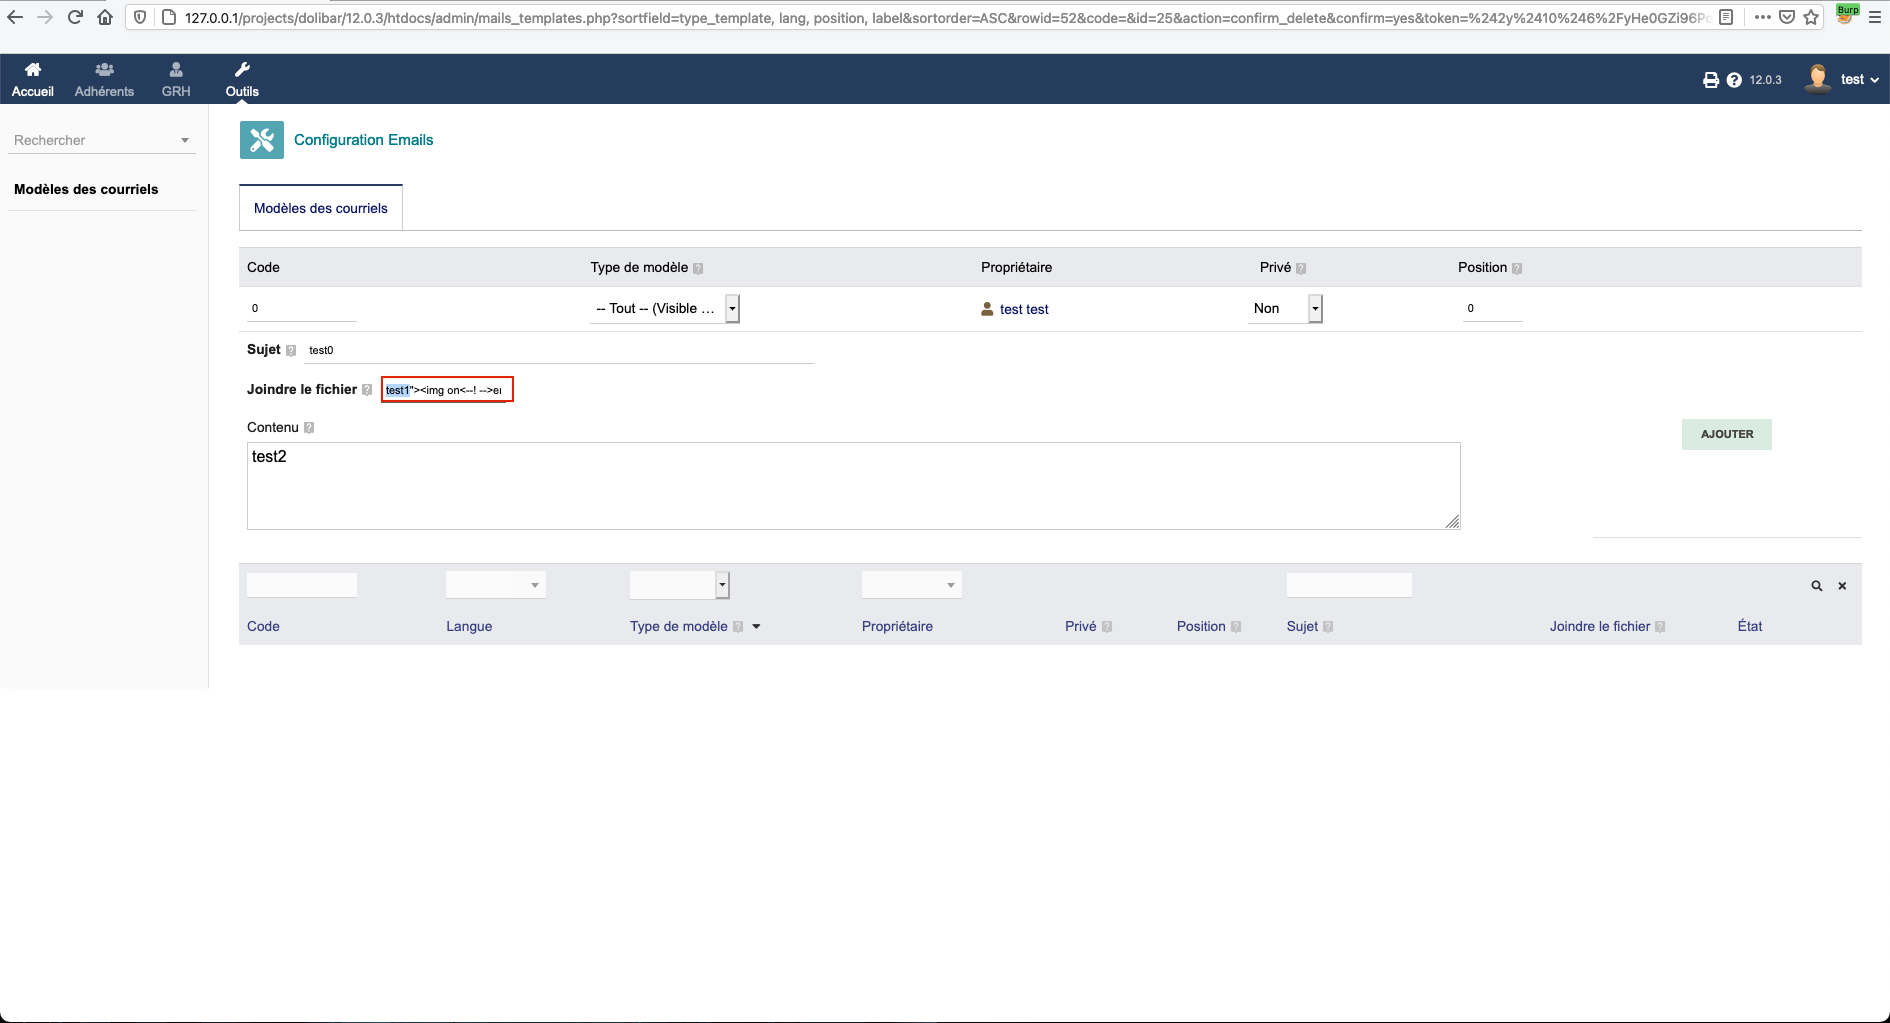 127.0.0.1/projects/dolibar/12.0.3/htdocs/admin/mails_templates.php?sortfield=type_template, lang, position, label&sortorder=ASC&rowid=52&code=&id=25&action=confirm_delete&confirm=yes&token=%242y%2410%246%2FyHe0GZi96P
Burp
Accueil Adhérents GRH Outils
12.0.3 test
Rechercher
Modèles des courriels
Configuration Emails
Modèles des courriels
Code Type de modèle ? Propriétaire Privé ? Position ?
0 -- Tout -- (Visible ... test test Non 0
Sujet ? test0
Joindre le fichier ? test1"><img on<--! -->er
Contenu ?
AJOUTER
test2
Code Langue Type de modèle ? Propriétaire Privé ? Position ? Sujet ? Joindre le fichier ? État